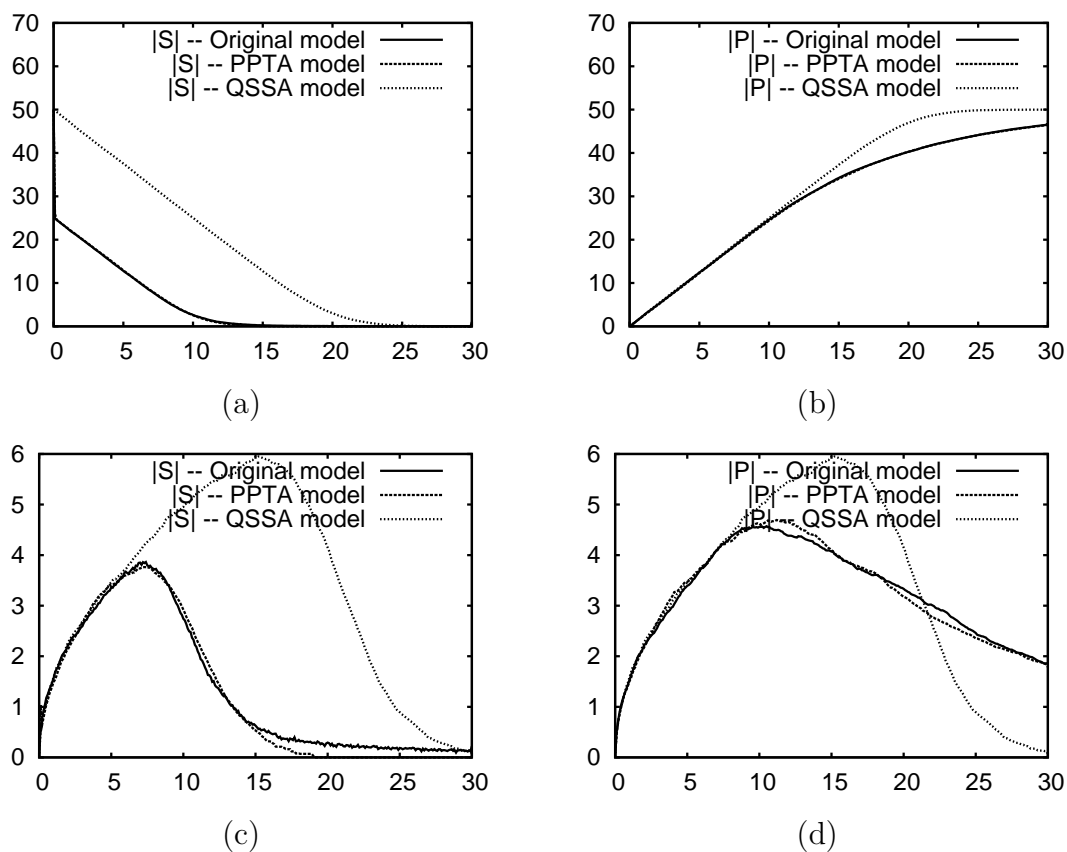 70
60
50
40
30
20
10
0
|S| -- Original model
|S| -- PPTA model
|S| -- QSSA model
0 5 10 15 20 25 30
(a)
70
60
50
40
30
20
10
0
|P| -- Original model
|P| -- PPTA model
|P| -- QSSA model
0 5 10 15 20 25 30
(b)
6
5
4
3
2
1
0
|S| -- Original model
|S| -- PPTA model
|S| -- QSSA model
0 5 10 15 20 25 30
(c)
6
5
4
3
2
1
0
|P| -- Original model
|P| -- PPTA model
|P| -- QSSA model
0 5 10 15 20 25 30
(d)